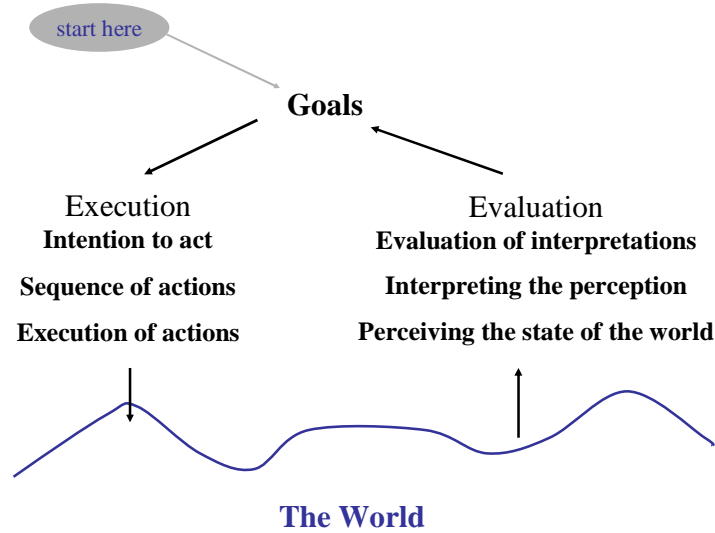 start here
Goals
Execution
Intention to act
Sequence of actions
Execution of actions
Evaluation
Evaluation of interpretations
Interpreting the perception
Perceiving the state of the world
The World